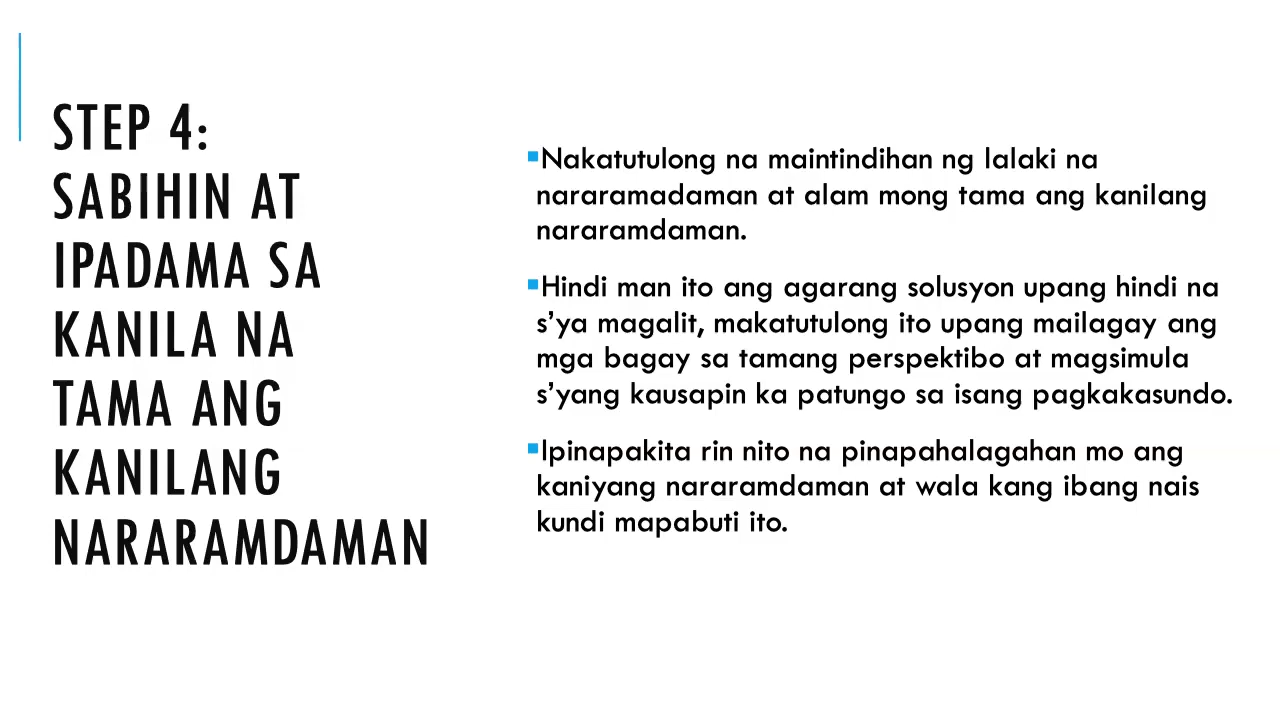 STEP 4:
SABIHIN AT
IPADAMA SA
KANILA NA
TAMA ANG
KANILANG
NARARAMDAMAN
▪Nakatutulong na maintindihan ng lalaki na
nararamadaman at alam mong tama ang kanilang
nararamdaman.
▪Hindi man ito ang agarang solusyon upang hindi na
s’ya magalit, makatutulong ito upang mailagay ang
mga bagay sa tamang perspektibo at magsimula
s’yang kausapin ka patungo sa isang pagkakasundo.
▪Ipinapakita rin nito na pinapahalagahan mo ang
kaniyang nararamdaman at wala kang ibang nais
kundi mapabuti ito.